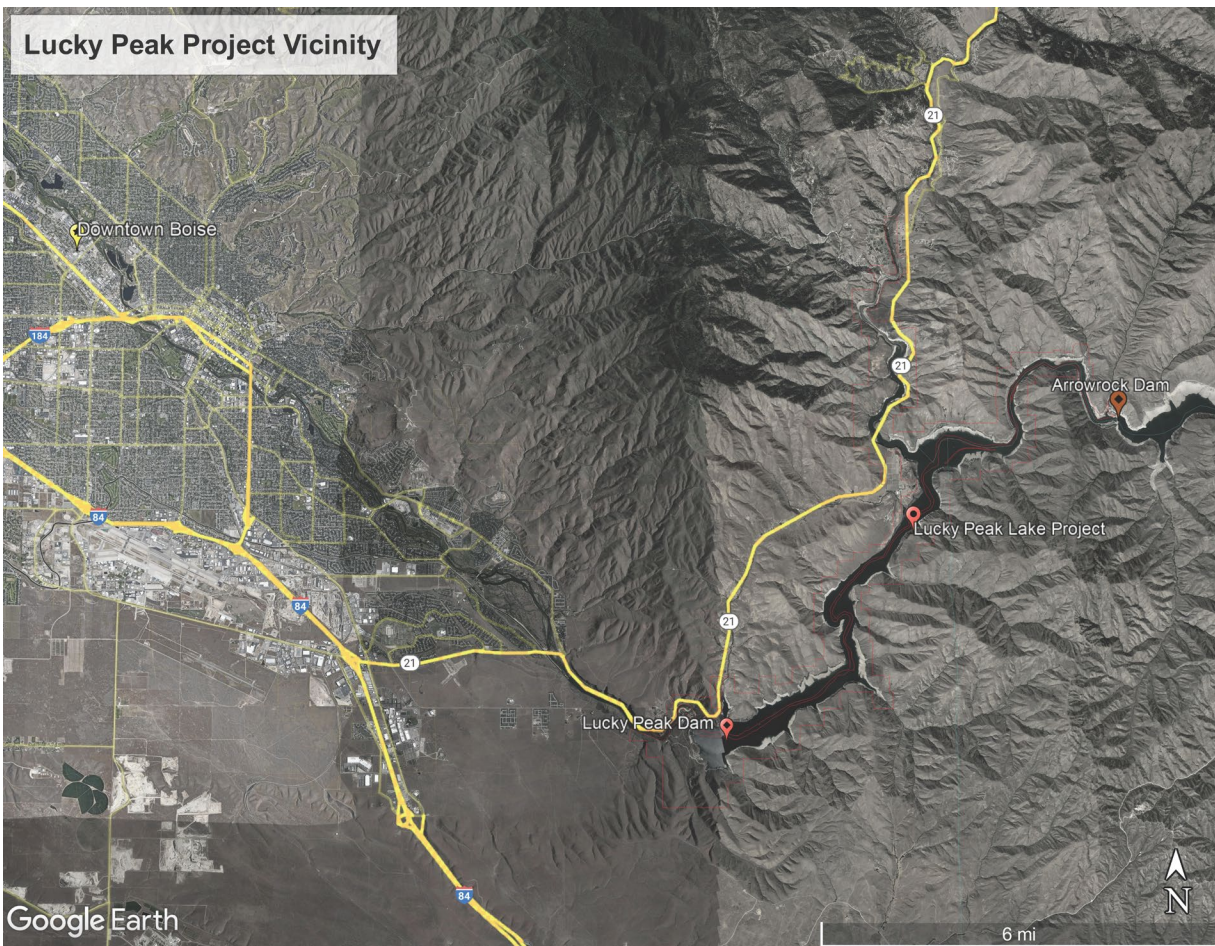 Lucky Peak Project Vicinity
21
Downtown Boise
184
21
Arrowrock Dam
84
Lucky Peak Lake Project
84
21
21
Lucky Peak Dam
84
N
Google Earth
6 mi